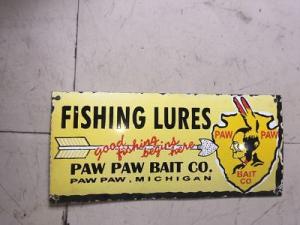 FiSHING LURES
good
fishing
begins
here
PAW PAW BAIT CO.
PAW PAW, MICHIGAN
PAW PAW
BAIT
CO